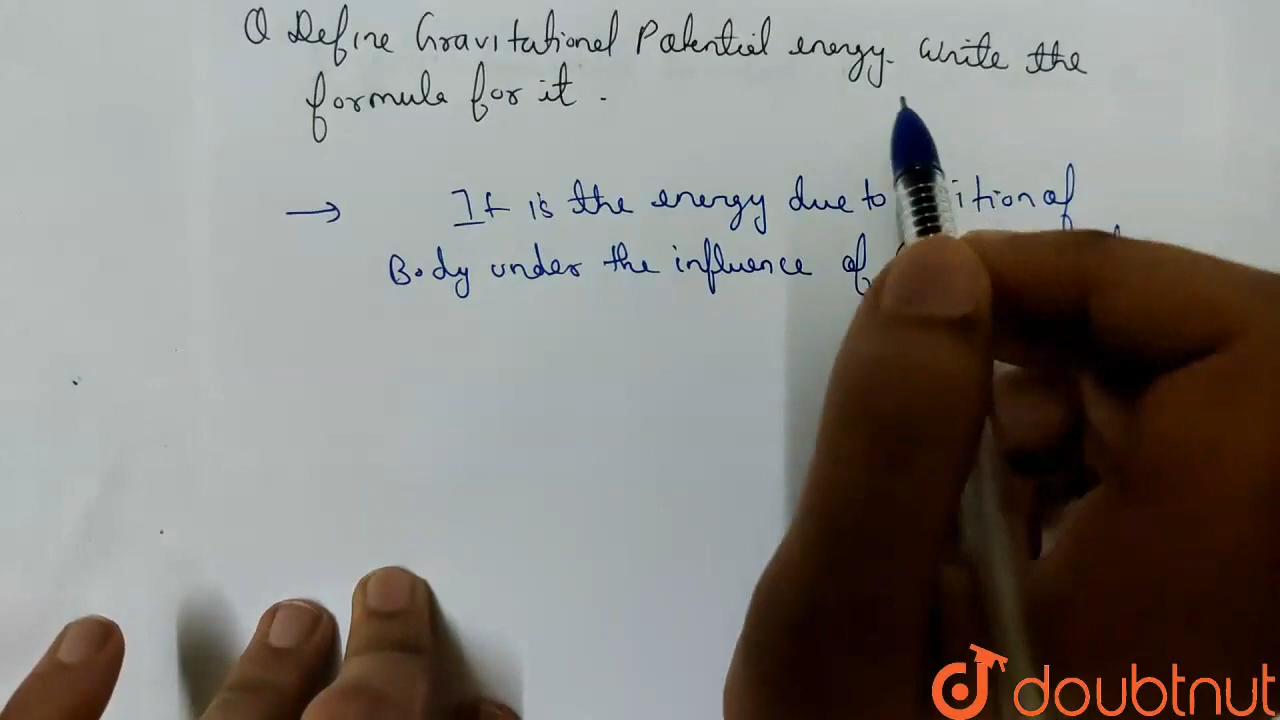 Q Define Gravitational Potential energy. Write the
formula for it.
→ It is the energy due to of
Body under the influence of
doubtnut